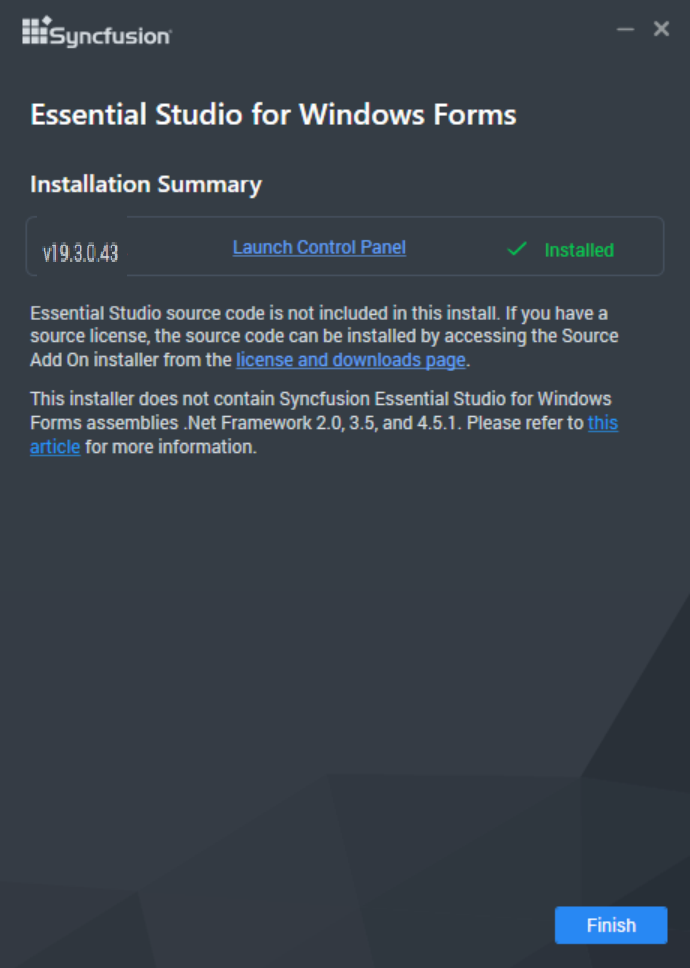 Syncfusion
Essential Studio for Windows Forms
Installation Summary
v19.3.0.43 Launch Control Panel Installed
Essential Studio source code is not included in this install. If you have a
source license, the source code can be installed by accessing the Source
Add On installer from the license and downloads page.
This installer does not contain Syncfusion Essential Studio for Windows
Forms assemblies .Net Framework 2.0, 3.5, and 4.5.1. Please refer to this
article for more information.
Finish